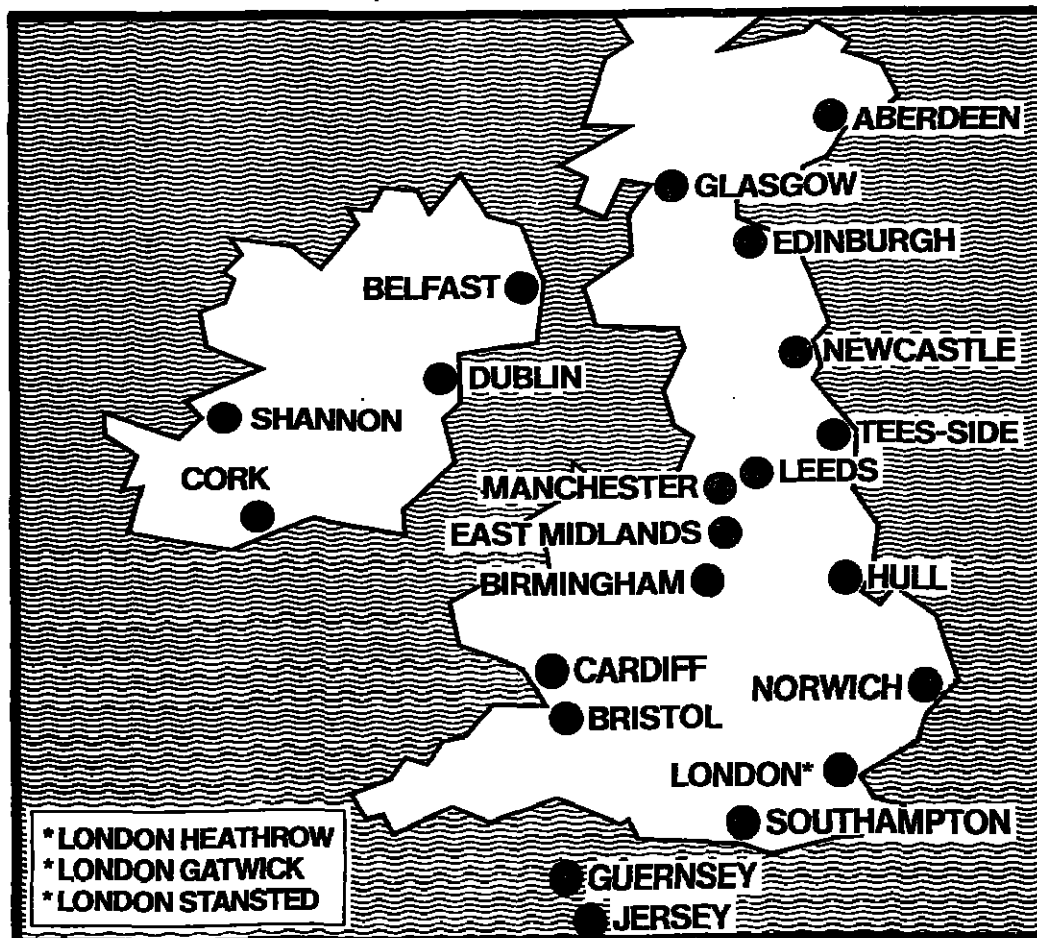 ABERDEEN
GLASGOW
EDINBURGH
BELFAST
NEWCASTLE
DUBLIN
SHANNON
TEES-SIDE
LEEDS
CORK
MANCHESTER
EAST MIDLANDS
BIRMINGHAM
HULL
CARDIFF
NORWICH
BRISTOL
LONDON*
SOUTHAMPTON
*LONDON HEATHROW
*LONDON GATWICK
*LONDON STANSTED
GUERNSEY
JERSEY